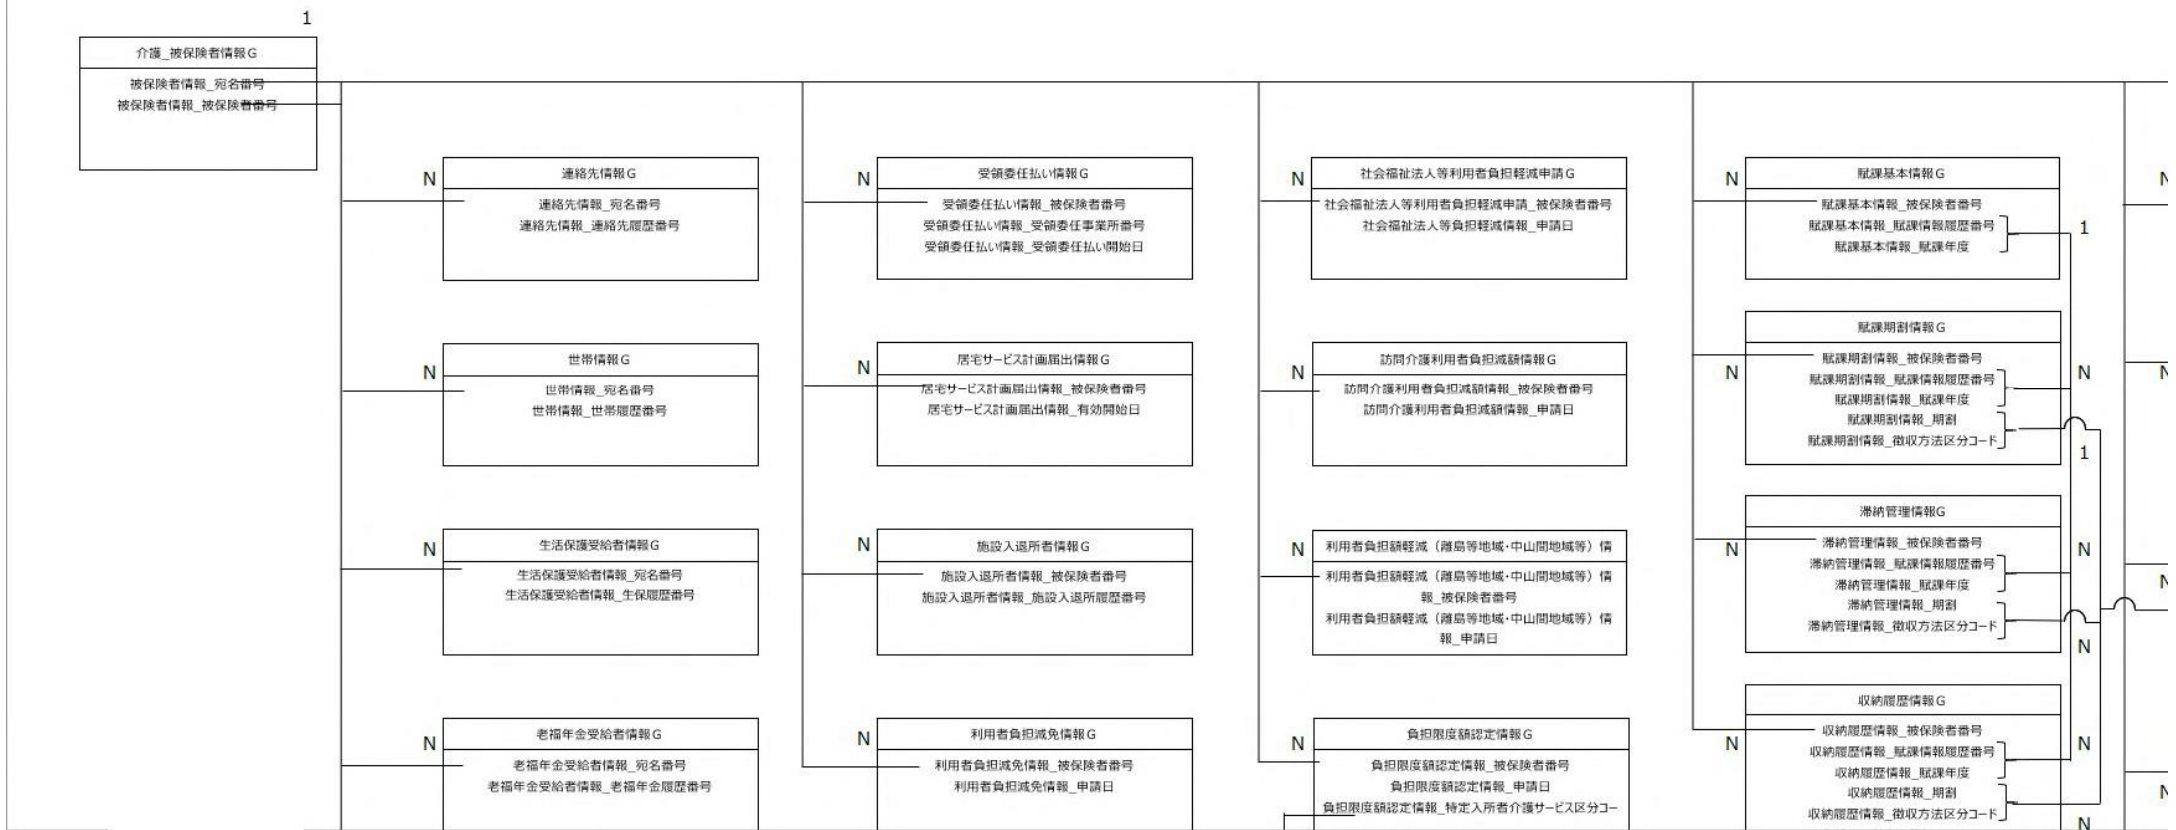 1
介護_被保険者情報G
被保険者情報_宛名番号
被保険者情報_被保険者番号
N
連絡先情報G
連絡先情報_宛名番号
連絡先情報_連絡先履歴番号
N
世帯情報G
世帯情報_宛名番号
世帯情報_世帯履歴番号
N
生活保護受給者情報G
生活保護受給者情報_宛名番号
生活保護受給者情報_生保履歴番号
N
老福年金受給者情報G
老福年金受給者情報_宛名番号
老福年金受給者情報_老福年金履歴番号
N
受領委任払い情報G
受領委任払い情報_被保険者番号
受領委任払い情報_受領委任事業所番号
受領委任払い情報_受領委任払い開始日
N
居宅サービス計画届出情報G
居宅サービス計画届出情報_被保険者番号
居宅サービス計画届出情報_有効開始日
N
施設入退所者情報G
施設入退所者情報_被保険者番号
施設入退所者情報_施設入退所履歴番号
N
利用者負担減免情報G
利用者負担減免情報_被保険者番号
利用者負担減免情報_申請日
N
社会福祉法人等利用者負担軽減申請G
社会福祉法人等利用者負担軽減申請_被保険者番号
社会福祉法人等負担軽減情報_申請日
N
訪問介護利用者負担減額情報G
訪問介護利用者負担減額情報_被保険者番号
訪問介護利用者負担減額情報_申請日
N
利用者負担額軽減（離島等地域・中山間地域等）情
利用者負担額軽減（離島等地域・中山間地域等）情
報_被保険者番号
利用者負担額軽減（離島等地域・中山間地域等）情
報_申請日
N
負担限度額認定情報G
負担限度額認定情報_被保険者番号
負担限度額認定情報_申請日
負担限度額認定情報_特定入所者介護サービス区分コー
N
賦課基本情報G
賦課基本情報_被保険者番号
賦課基本情報_賦課情報履歴番号
賦課基本情報_賦課年度
1
N
賦課期割情報G
賦課期割情報_被保険者番号
賦課期割情報_賦課情報履歴番号
賦課期割情報_賦課年度
賦課期割情報_期割
賦課期割情報_徴収方法区分コード
N
1
N
滞納管理情報G
滞納管理情報_被保険者番号
滞納管理情報_賦課情報履歴番号
滞納管理情報_賦課年度
滞納管理情報_期割
滞納管理情報_徴収方法区分コード
N
N
N
収納履歴情報G
収納履歴情報_被保険者番号
収納履歴情報_賦課情報履歴番号
収納履歴情報_賦課年度
収納履歴情報_期割
収納履歴情報_徴収方法区分コード
N
N
N
N
N
N